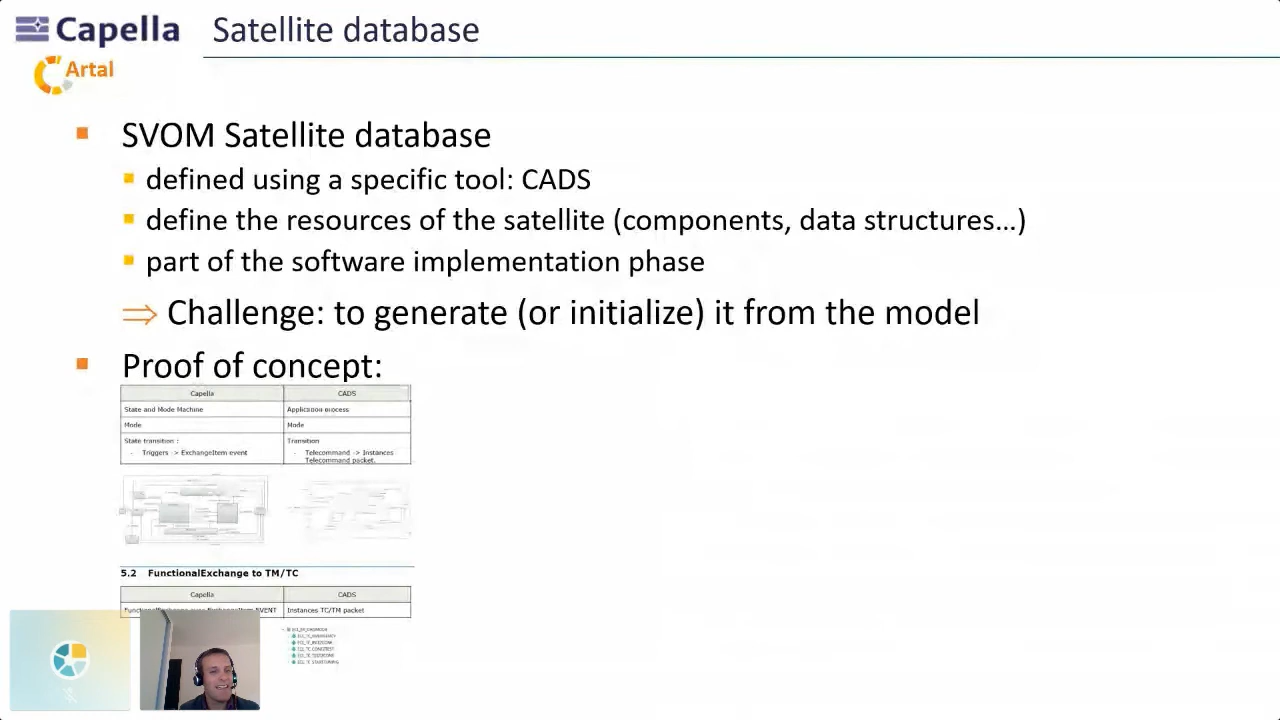 Capella
Satellite database
Artal
SVOM Satellite database
defined using a specific tool: CADS
define the resources of the satellite (components, data structures…)
part of the software implementation phase
⇒ Challenge: to generate (or initialize) it from the model
Proof of concept:
Capella CADS
State and Mode Machine Application process
Mode Mode
State transition : Transition
- Triggers -> ExchangeItem event - Telecommand -> Instances
Telecommand packet.
5.2 FunctionalExchange to TM/TC
Capella CADS
EVENT Instances TC/TM packet